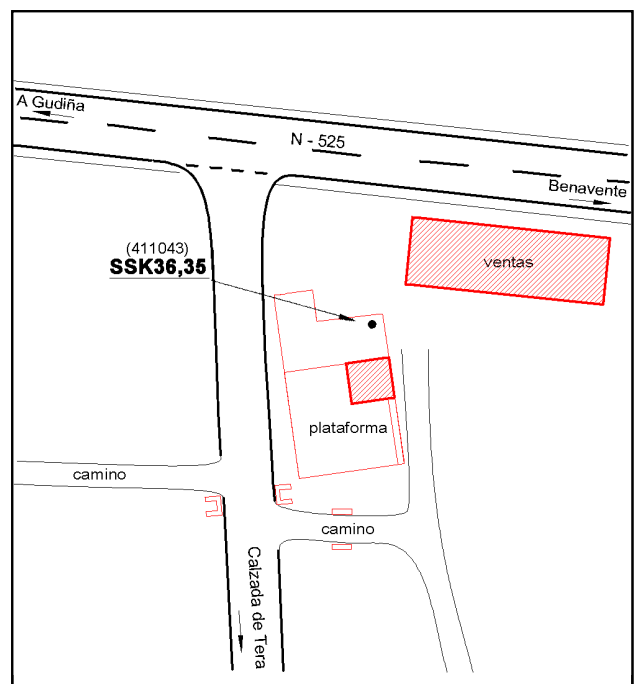 A Gudiña
N - 525
Benavente
(411043)
SSK36,35
ventas
plataforma
camino
camino
Calzada de Tera